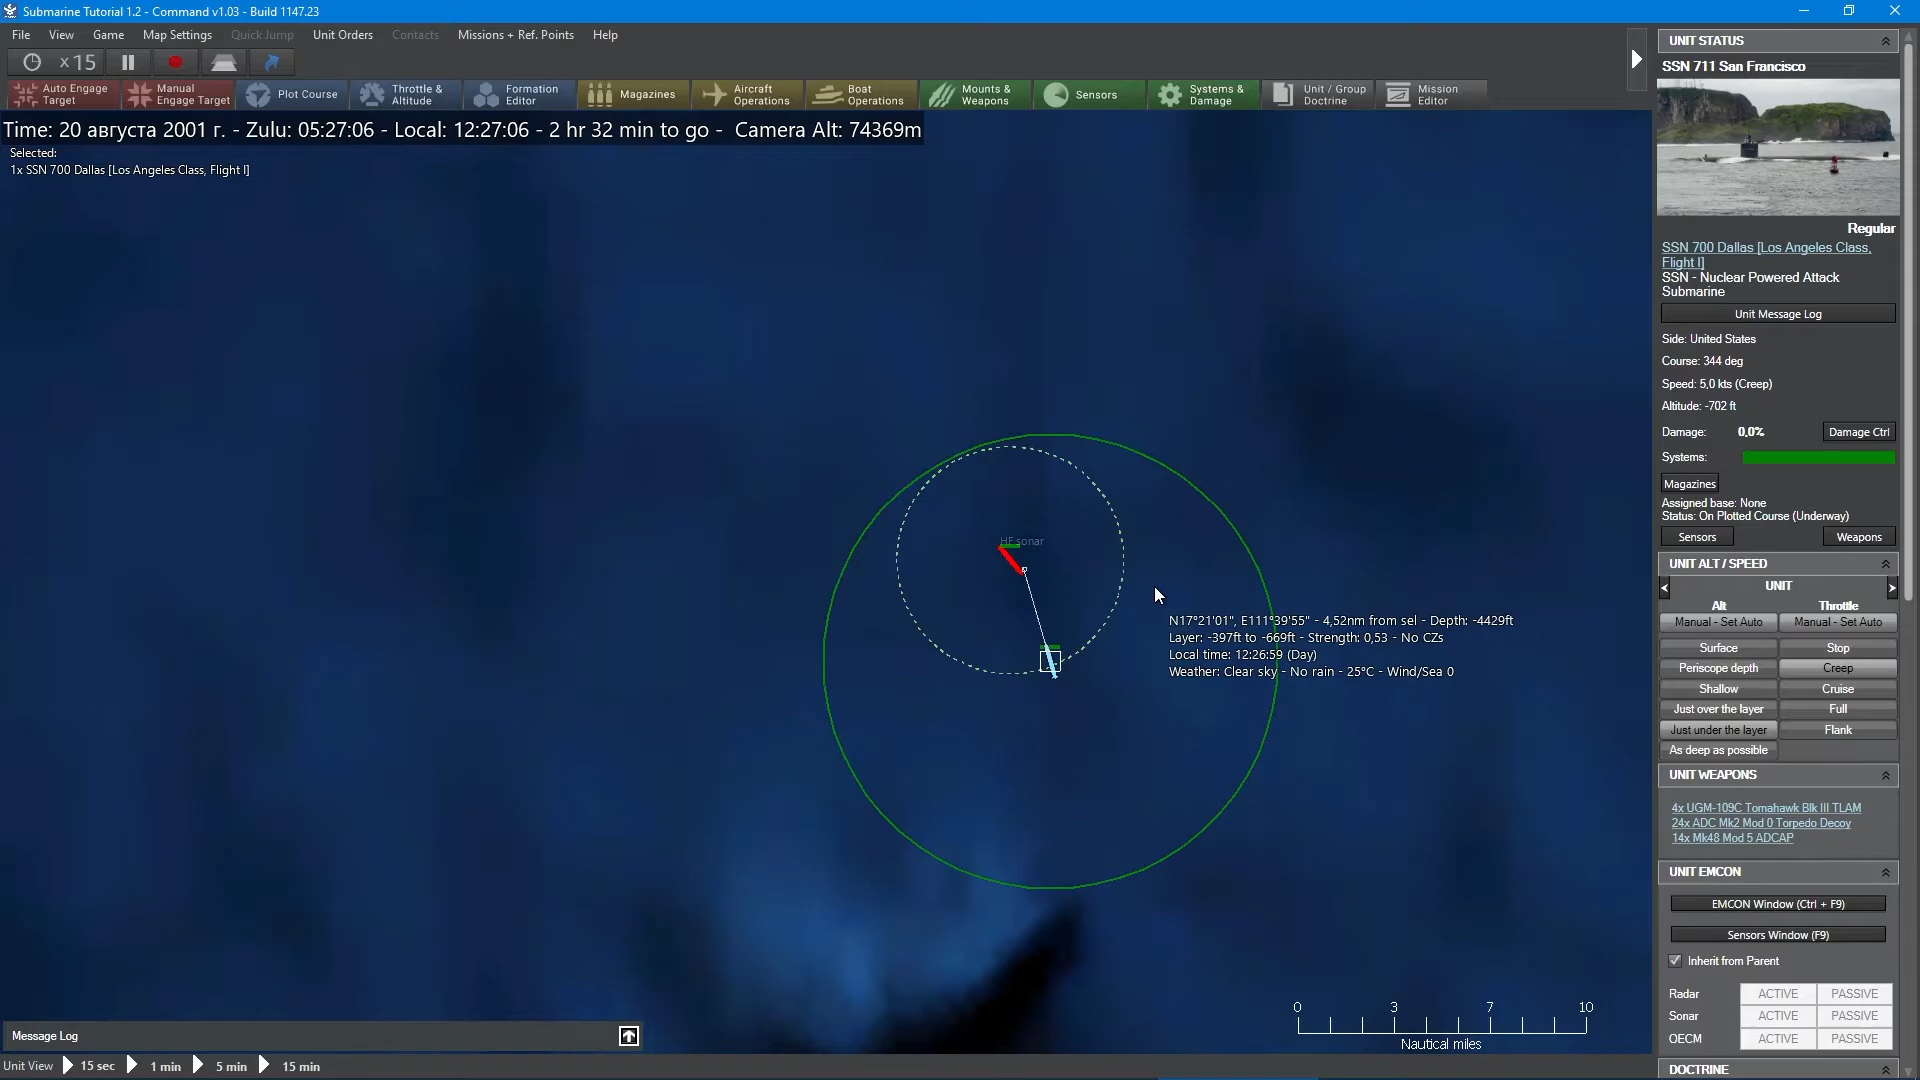 Submarine Tutorial 1.2 - Command v1.03 - Build 1147.23
File View Game Map Settings Quick Jump Unit Orders Contacts Missions + Ref. Points Help
x 15
Auto Engage Target
Manual Engage Target
Plot Course
Throttle & Altitude
Formation Editor
Magazines
Aircraft Operations
Boat Operations
Mounts & Weapons
Sensors
Systems & Damage
Unit / Group Doctrine
Mission Editor
Time: 20 августа 2001 г. - Zulu: 05:27:06 - Local: 12:27:06 - 2 hr 32 min to go - Camera Alt: 74369m
Selected:
1x SSN 700 Dallas [Los Angeles Class, Flight I]
HF sonar
N17°21'01", E111°39'55" - 4,52nm from sel - Depth: -4429ft
Layer: -397ft to -669ft - Strength: 0,53 - No CZs
Local time: 12:26:59 (Day)
Weather: Clear sky - No rain - 25°C - Wind/Sea 0
0 3 7 10
Nautical miles
Message Log
Unit View 15 sec 1 min 5 min 15 min
UNIT STATUS
SSN 711 San Francisco
Regular
SSN 700 Dallas [Los Angeles Class,
Flight I]
SSN - Nuclear Powered Attack
Submarine
Unit Message Log
Side: United States
Course: 344 deg
Speed: 5,0 kts (Creep)
Altitude: -702 ft
Damage: 0,0% Damage Ctrl
Systems:
Magazines
Assigned base: None
Status: On Plotted Course (Underway)
Sensors Weapons
UNIT ALT / SPEED
UNIT
Alt Throttle
Manual - Set Auto Manual - Set Auto
Surface Stop
Periscope depth Creep
Shallow Cruise
Just over the layer Full
Just under the layer Flank
As deep as possible
UNIT WEAPONS
4x UGM-109C Tomahawk Blk III TLAM
24x ADC Mk2 Mod 0 Torpedo Decoy
14x Mk48 Mod 5 ADCAP
UNIT EMCON
EMCON Window (Ctrl + F9)
Sensors Window (F9)
Inherit from Parent
Radar ACTIVE PASSIVE
Sonar ACTIVE PASSIVE
OECM ACTIVE PASSIVE
DOCTRINE